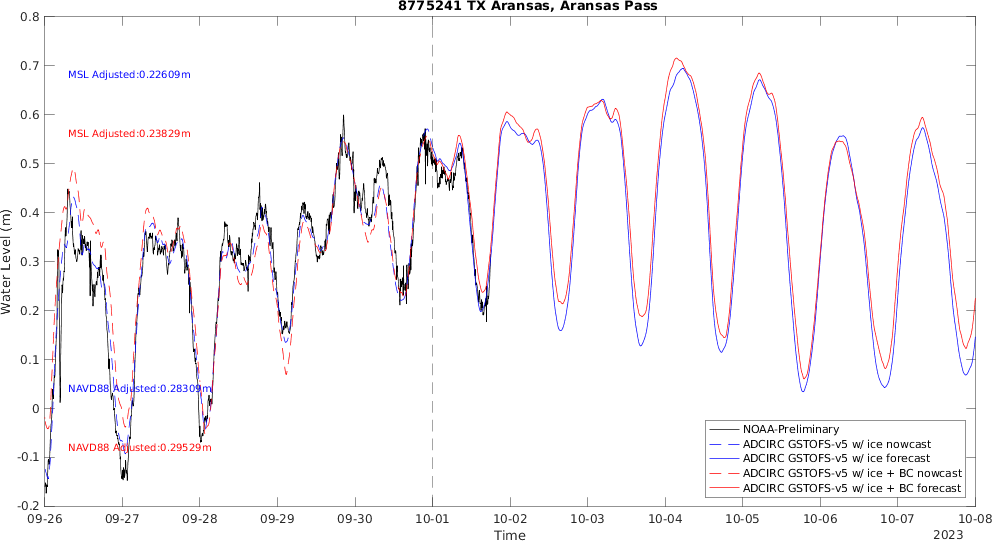 8775241 TX Aransas, Aransas Pass
0.8
0.7
0.6
0.5
0.4
0.3
0.2
0.1
0
-0.1
-0.2
Water Level (m)
MSL Adjusted:0.22609m
MSL Adjusted:0.23829m
NAVD88 Adjusted:0.28309m
NAVD88 Adjusted:0.29529m
NOAA-Preliminary
ADCIRC GSTOFS-v5 w/ ice nowcast
ADCIRC GSTOFS-v5 w/ ice forecast
ADCIRC GSTOFS-v5 w/ ice + BC nowcast
ADCIRC GSTOFS-v5 w/ ice + BC forecast
09-26 09-27 09-28 09-29 09-30 10-01 10-02 10-03 10-04 10-05 10-06 10-07 10-08
Time
2023